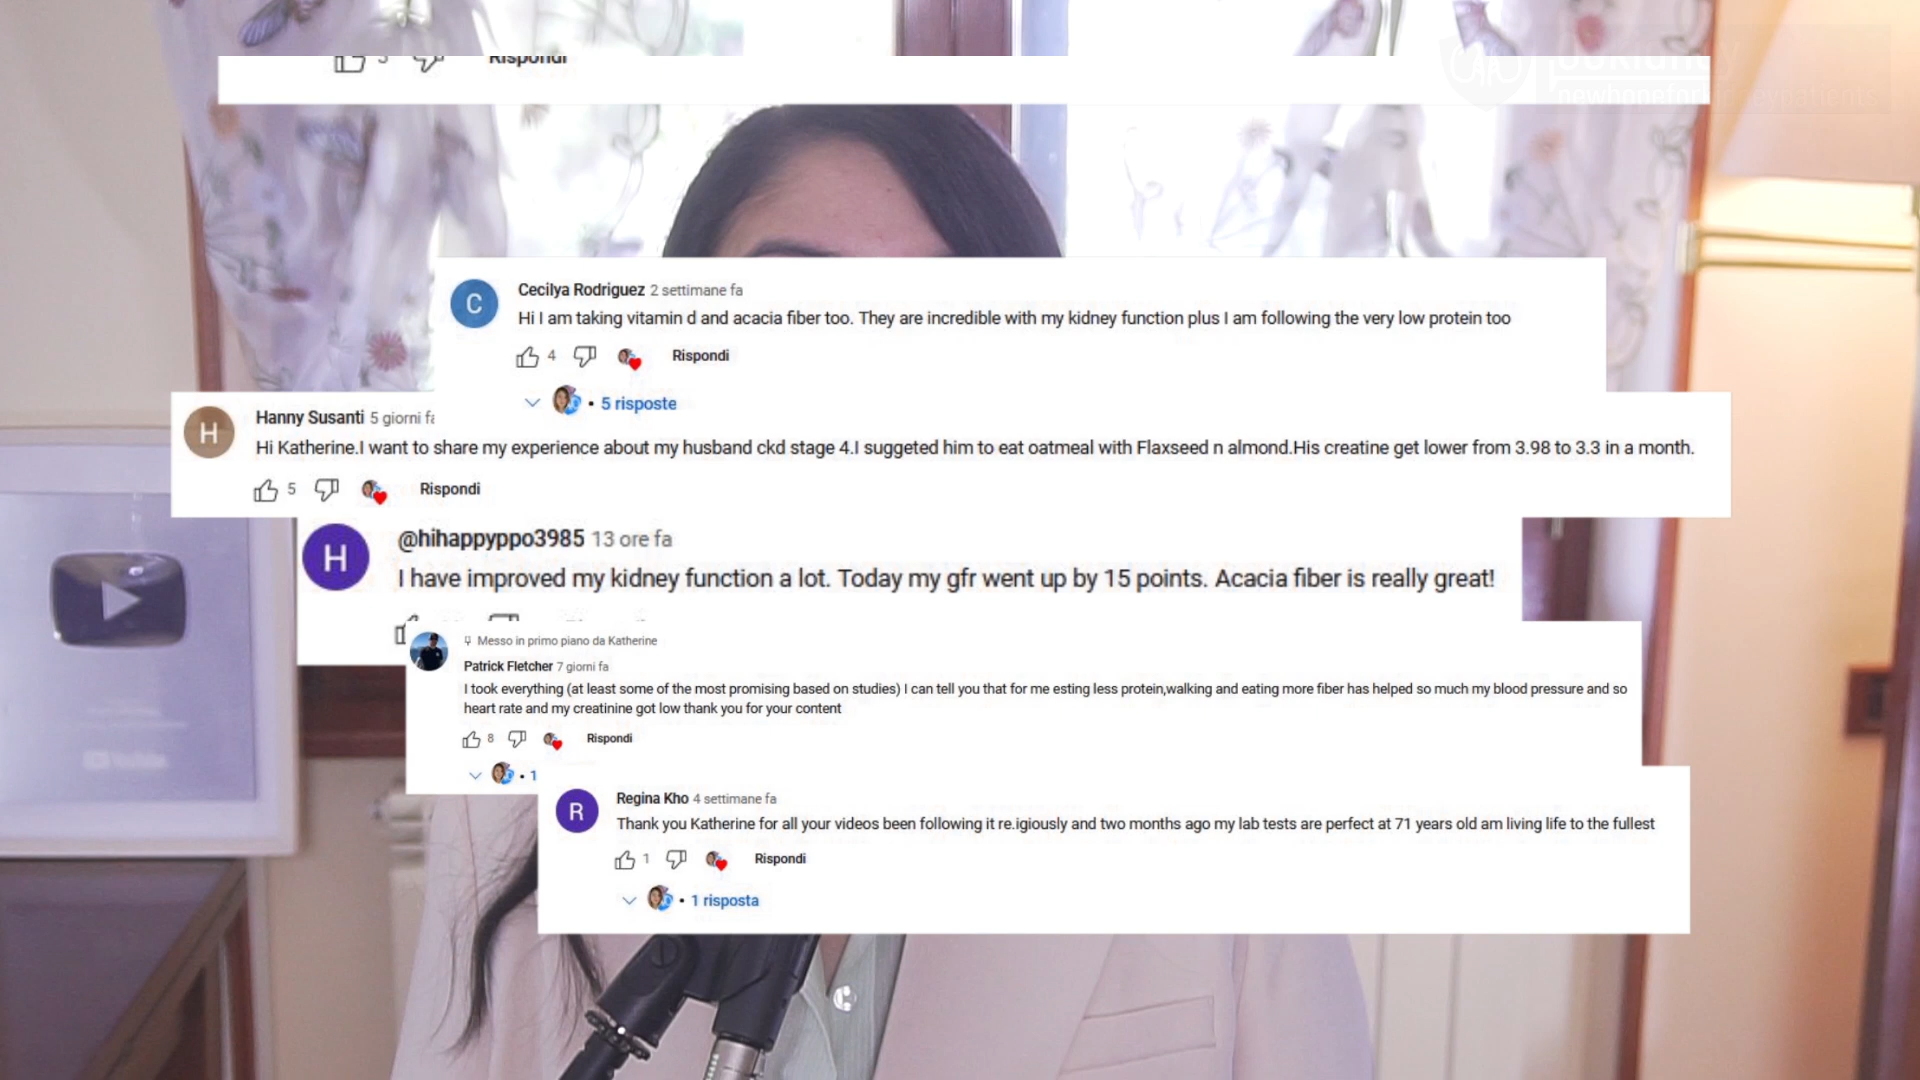 3 Rispondi
newhopeforkidneypatients
Cecilya Rodriguez 2 settimane fa
Hi I am taking vitamin d and acacia fiber too. They are incredible with my kidney function plus I am following the very low protein too
4 Rispondi
• 5 risposte
Hanny Susanti 5 giorni fa
Hi Katherine.I want to share my experience about my husband ckd stage 4.I suggeted him to eat oatmeal with Flaxseed n almond.His creatine get lower from 3.98 to 3.3 in a month.
5 Rispondi
@hihappyppo3985 13 ore fa
I have improved my kidney function a lot. Today my gfr went up by 15 points. Acacia fiber is really great!
Messo in primo piano da Katherine
Patrick Fletcher 7 giorni fa
I took everything (at least some of the most promising based on studies) I can tell you that for me esting less protein,walking and eating more fiber has helped so much my blood pressure and so
heart rate and my creatinine got low thank you for your content
8 Rispondi
• 1
Regina Kho 4 settimane fa
Thank you Katherine for all your videos been following it re.igiously and two months ago my lab tests are perfect at 71 years old am living life to the fullest
1 Rispondi
• 1 risposta